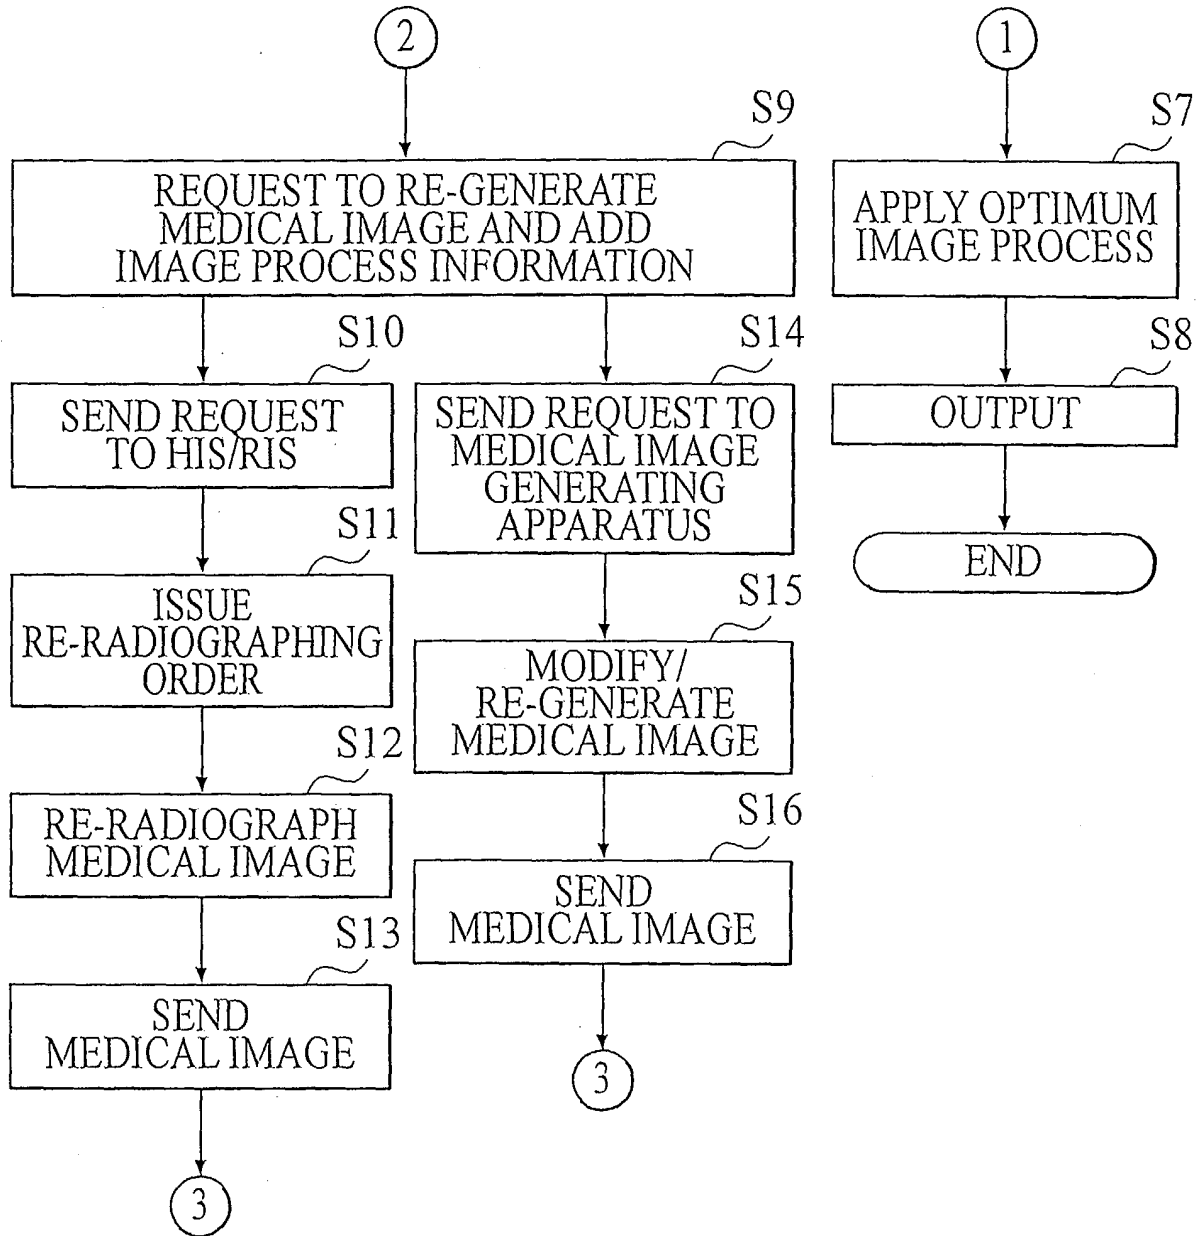 2
S9
REQUEST TO RE-GENERATE
MEDICAL IMAGE AND ADD
IMAGE PROCESS INFORMATION
S10
SEND REQUEST
TO HIS/RIS
S11
ISSUE
RE-RADIOGRAPHING
ORDER
S12
RE-RADIOGRAPH
MEDICAL IMAGE
S13
SEND
MEDICAL IMAGE
3
S14
SEND REQUEST TO
MEDICAL IMAGE
GENERATING
APPARATUS
S15
MODIFY/
RE-GENERATE
MEDICAL IMAGE
S16
SEND
MEDICAL IMAGE
3
1
S7
APPLY OPTIMUM
IMAGE PROCESS
S8
OUTPUT
END